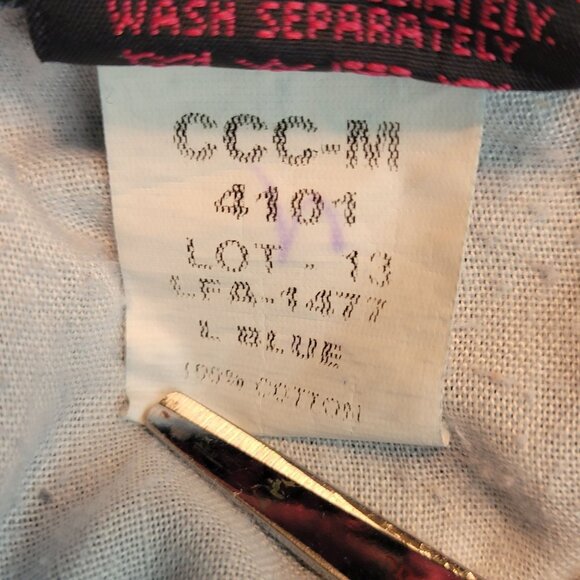 WASH SEPARATELY
CCC-M
4101
LOT - 13
LFA-1477
L BLUE
100% COTTON